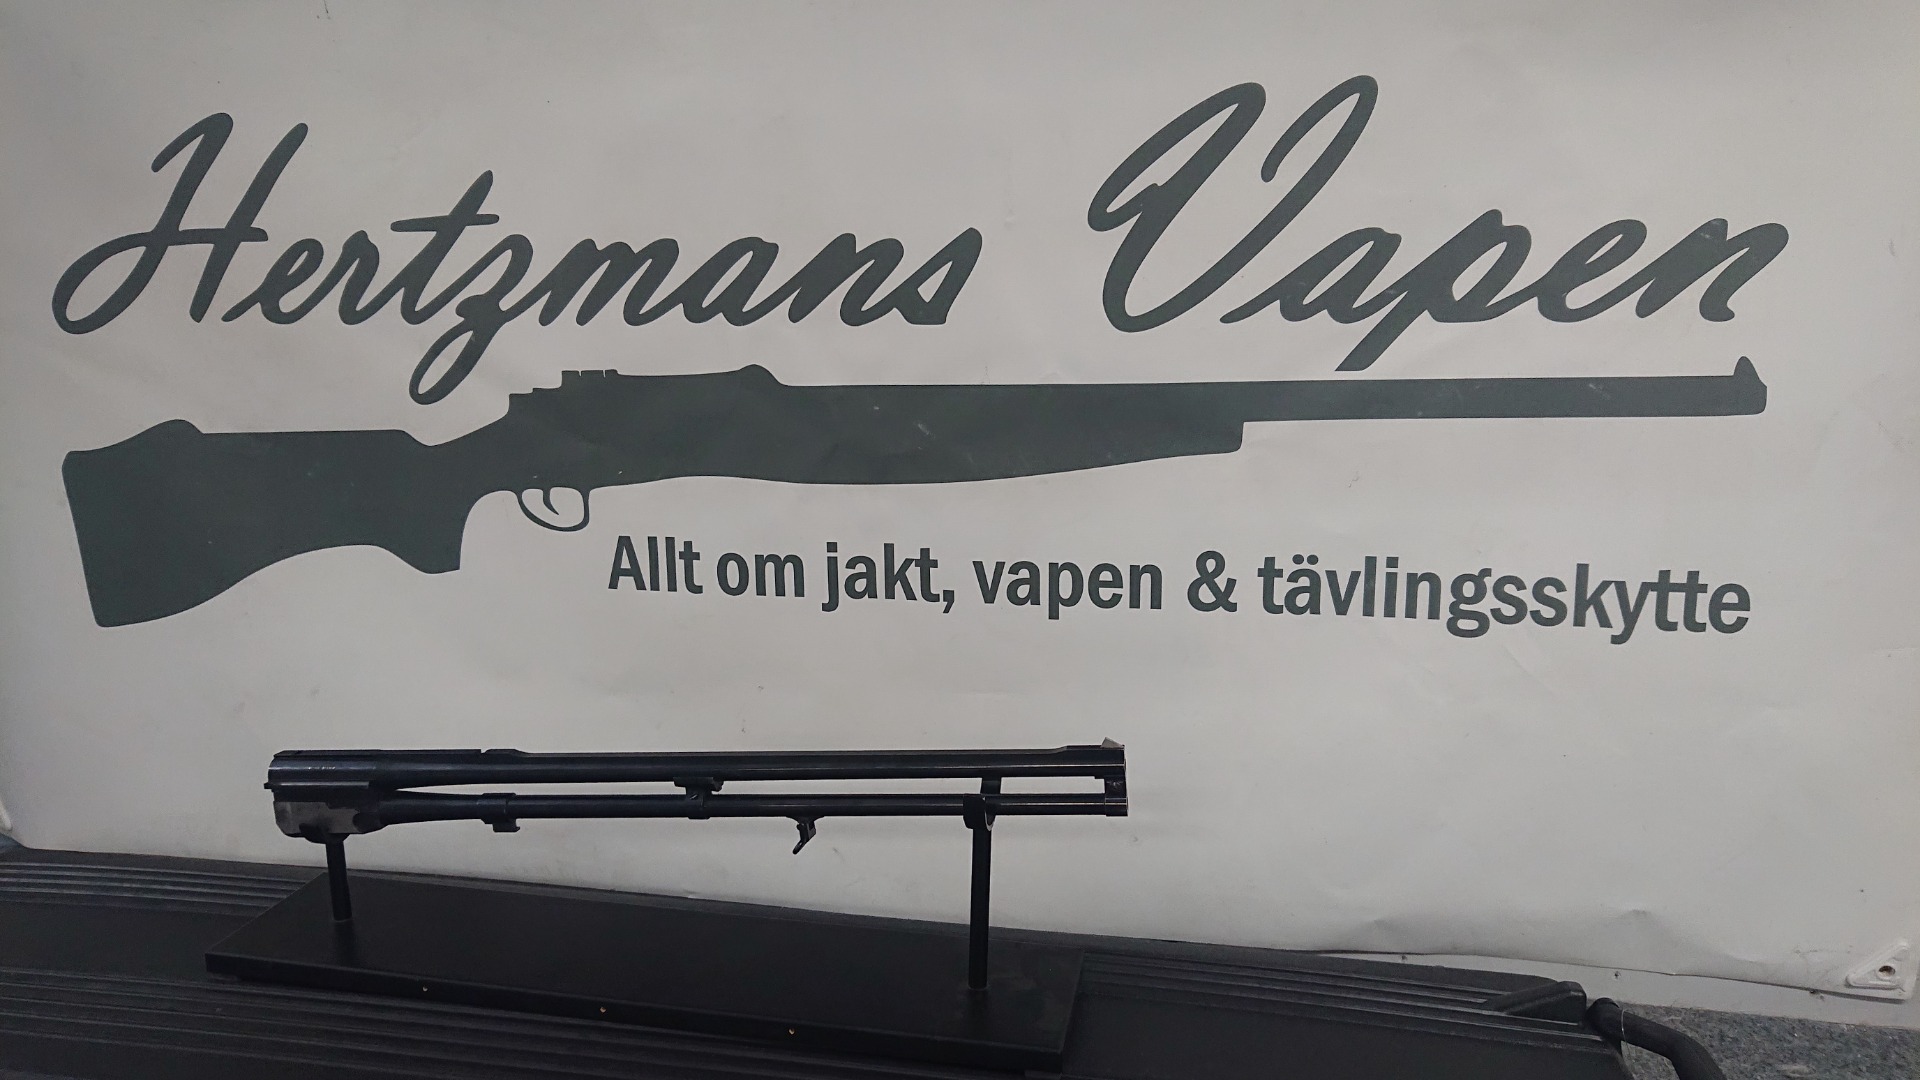 Hertzmans Vapen
Allt om jakt, vapen & tävlingsskytte